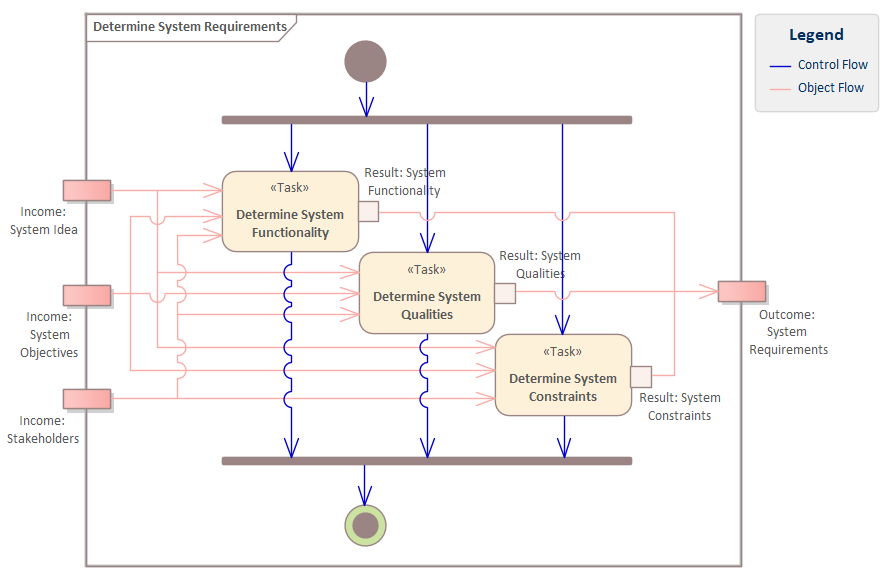 Determine System Requirements
Legend
Control Flow
Object Flow
Result: System
Functionality
«Task»
Determine System
Functionality
Income:
System Idea
Result: System
Qualities
«Task»
Determine System
Qualities
Income:
System
Objectives
Outcome:
System
Requirements
«Task»
Determine System
Constraints
Result: System
Constraints
Income:
Stakeholders